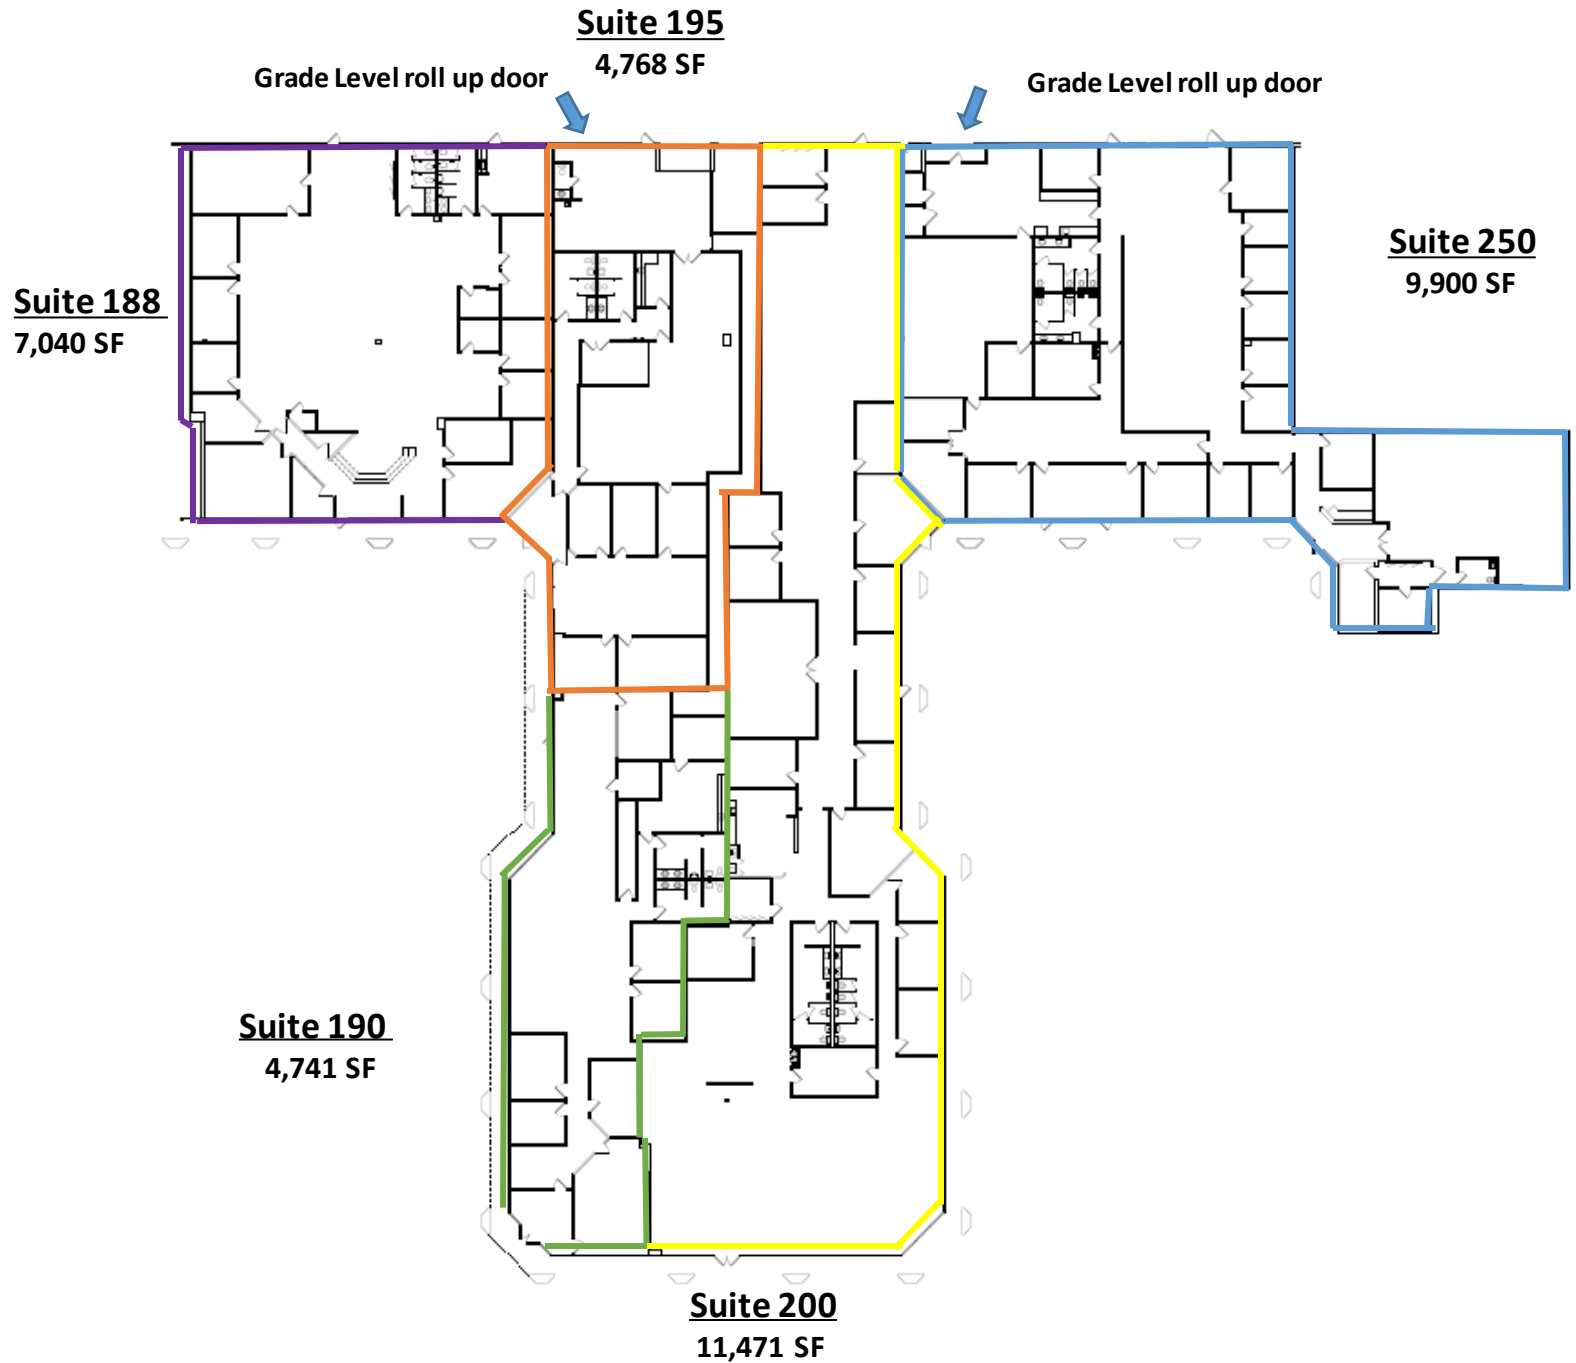 Suite 195
4,768 SF
Grade Level roll up door
Grade Level roll up door
Suite 250
9,900 SF
Suite 188
7,040 SF
Suite 190
4,741 SF
Suite 200
11,471 SF